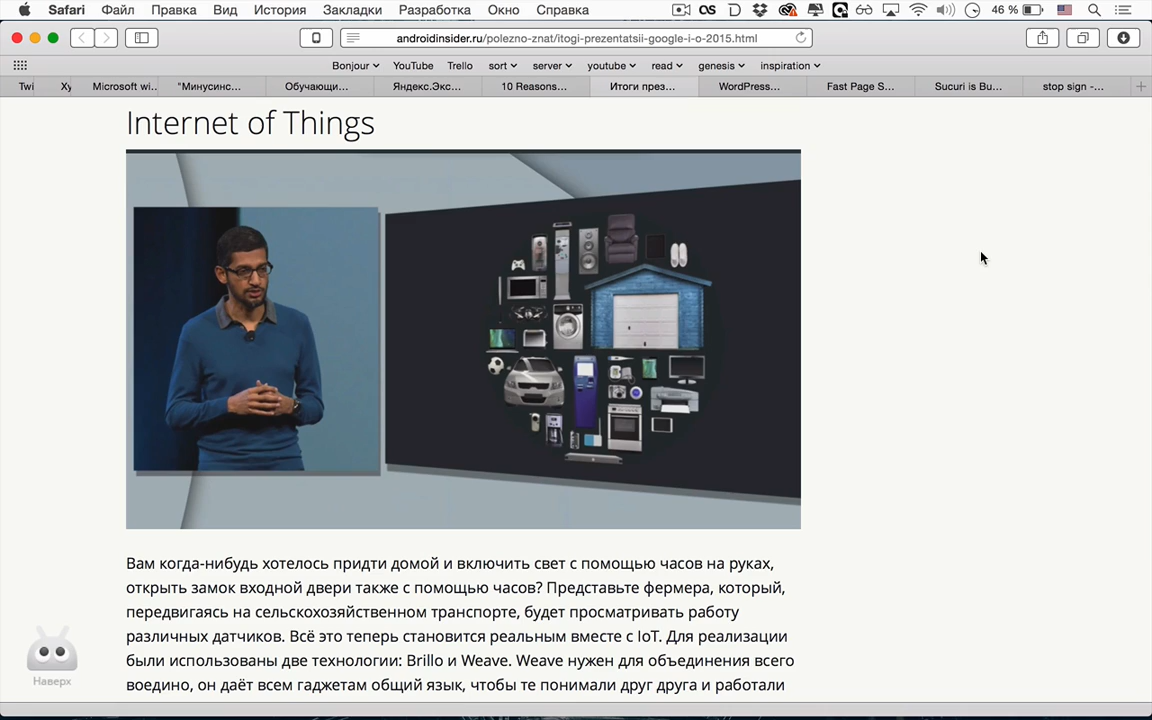 Safari Файл Правка Вид История Закладки Разработка Окно Справка 46 %
androidinsider.ru/polezno-znat/itogi-prezentatsii-google-i-o-2015.html
Bonjour YouTube Trello sort server youtube read genesis inspiration
Twi Ху Microsoft wi... "Минусинс... Обучающи... Яндекс.Экс... 10 Reasons... Итоги през... WordPress... Fast Page S... Sucuri is Bu... stop sign -...
Internet of Things
Вам когда-нибудь хотелось придти домой и включить свет с помощью часов на руках,
открыть замок входной двери также с помощью часов? Представьте фермера, который,
передвигаясь на сельскохозяйственном транспорте, будет просматривать работу
различных датчиков. Всё это теперь становится реальным вместе с IoT. Для реализации
были использованы две технологии: Brillo и Weave. Weave нужен для объединения всего
воедино, он даёт всем гаджетам общий язык, чтобы те понимали друг друга и работали
Наверх